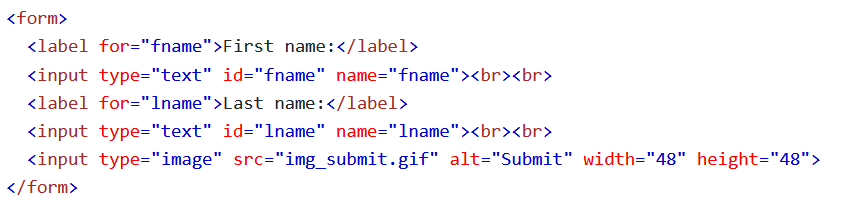 <form>
<label for="fname">First name:</label>
<input type="text" id="fname" name="fname"><br><br>
<label for="lname">Last name:</label>
<input type="text" id="lname" name="lname"><br><br>
<input type="image" src="img_submit.gif" alt="Submit" width="48" height="48">
</form>